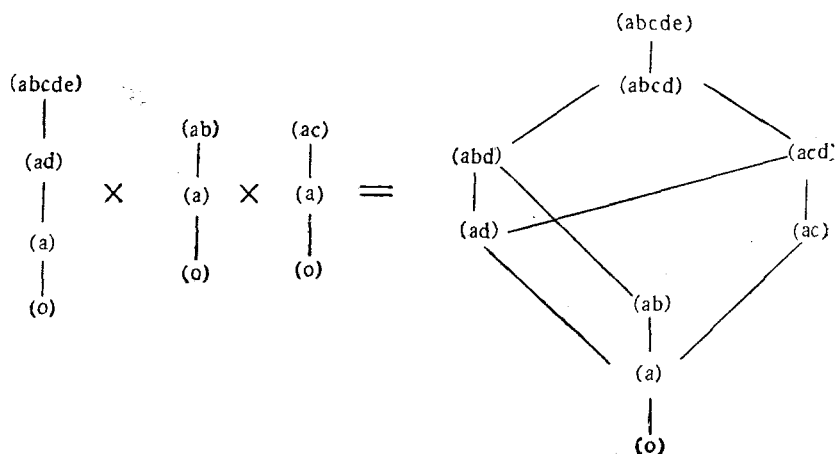 (abcde)
(abcde)
(abcd)
(ab) (ac)
(abd) (acd)
(ad)
× (a) × (a) =
(a) (ad) (ac)
(o) (o)
(o) (ab)
(a)
(o)